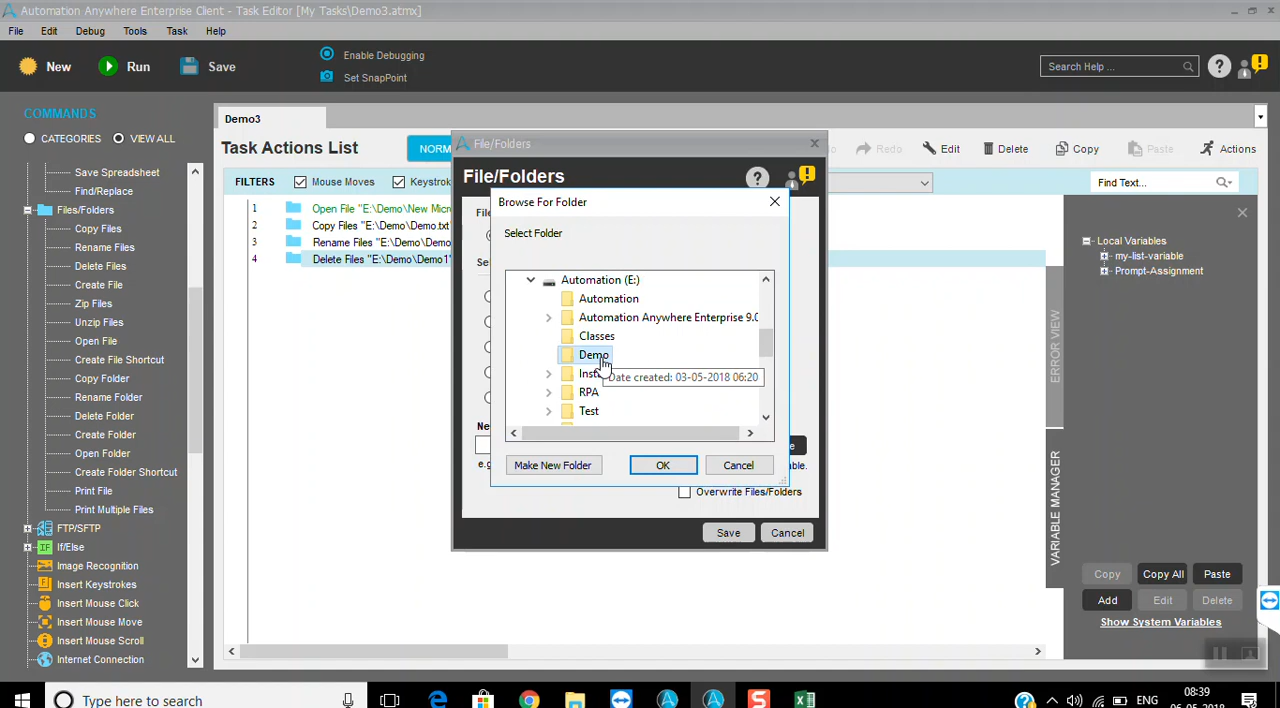 Automation Anywhere Enterprise Client - Task Editor [My Tasks\Demo3.atmx]
File Edit Debug Tools Task Help
New Run Save
Enable Debugging
Set SnapPoint
Search Help ...
COMMANDS
CATEGORIES VIEW ALL
Save Spreadsheet
Find/Replace
Files/Folders
Copy Files
Rename Files
Delete Files
Create File
Zip Files
Unzip Files
Open File
Create File Shortcut
Copy Folder
Rename Folder
Delete Folder
Create Folder
Open Folder
Create Folder Shortcut
Print File
Print Multiple Files
FTP/SFTP
If/Else
Image Recognition
Insert Keystrokes
Insert Mouse Click
Insert Mouse Move
Insert Mouse Scroll
Internet Connection
Demo3
Task Actions List
NORM
Redo Edit Delete Copy Paste Actions
FILTERS Mouse Moves Keystrok
Find Text...
1 Open File "E:\Demo\New Micr
2 Copy Files "E:\Demo\Demo.txt
3 Rename Files "E:\Demo\Demo
4 Delete Files "E:\Demo\Demo1"
File/Folders
File/Folders
Browse For Folder
Select Folder
Automation (E:)
Automation
Automation Anywhere Enterprise 9.0
Classes
Demo
Date created: 03-05-2018 06:20
RPA
Test
Make New Folder OK Cancel
Overwrite Files/Folders
Save Cancel
Local Variables
my-list-variable
Prompt-Assignment
ERROR VIEW
VARIABLE MANAGER
Copy Copy All Paste
Add Edit Delete
Show System Variables
Type here to search
ENG
08:39